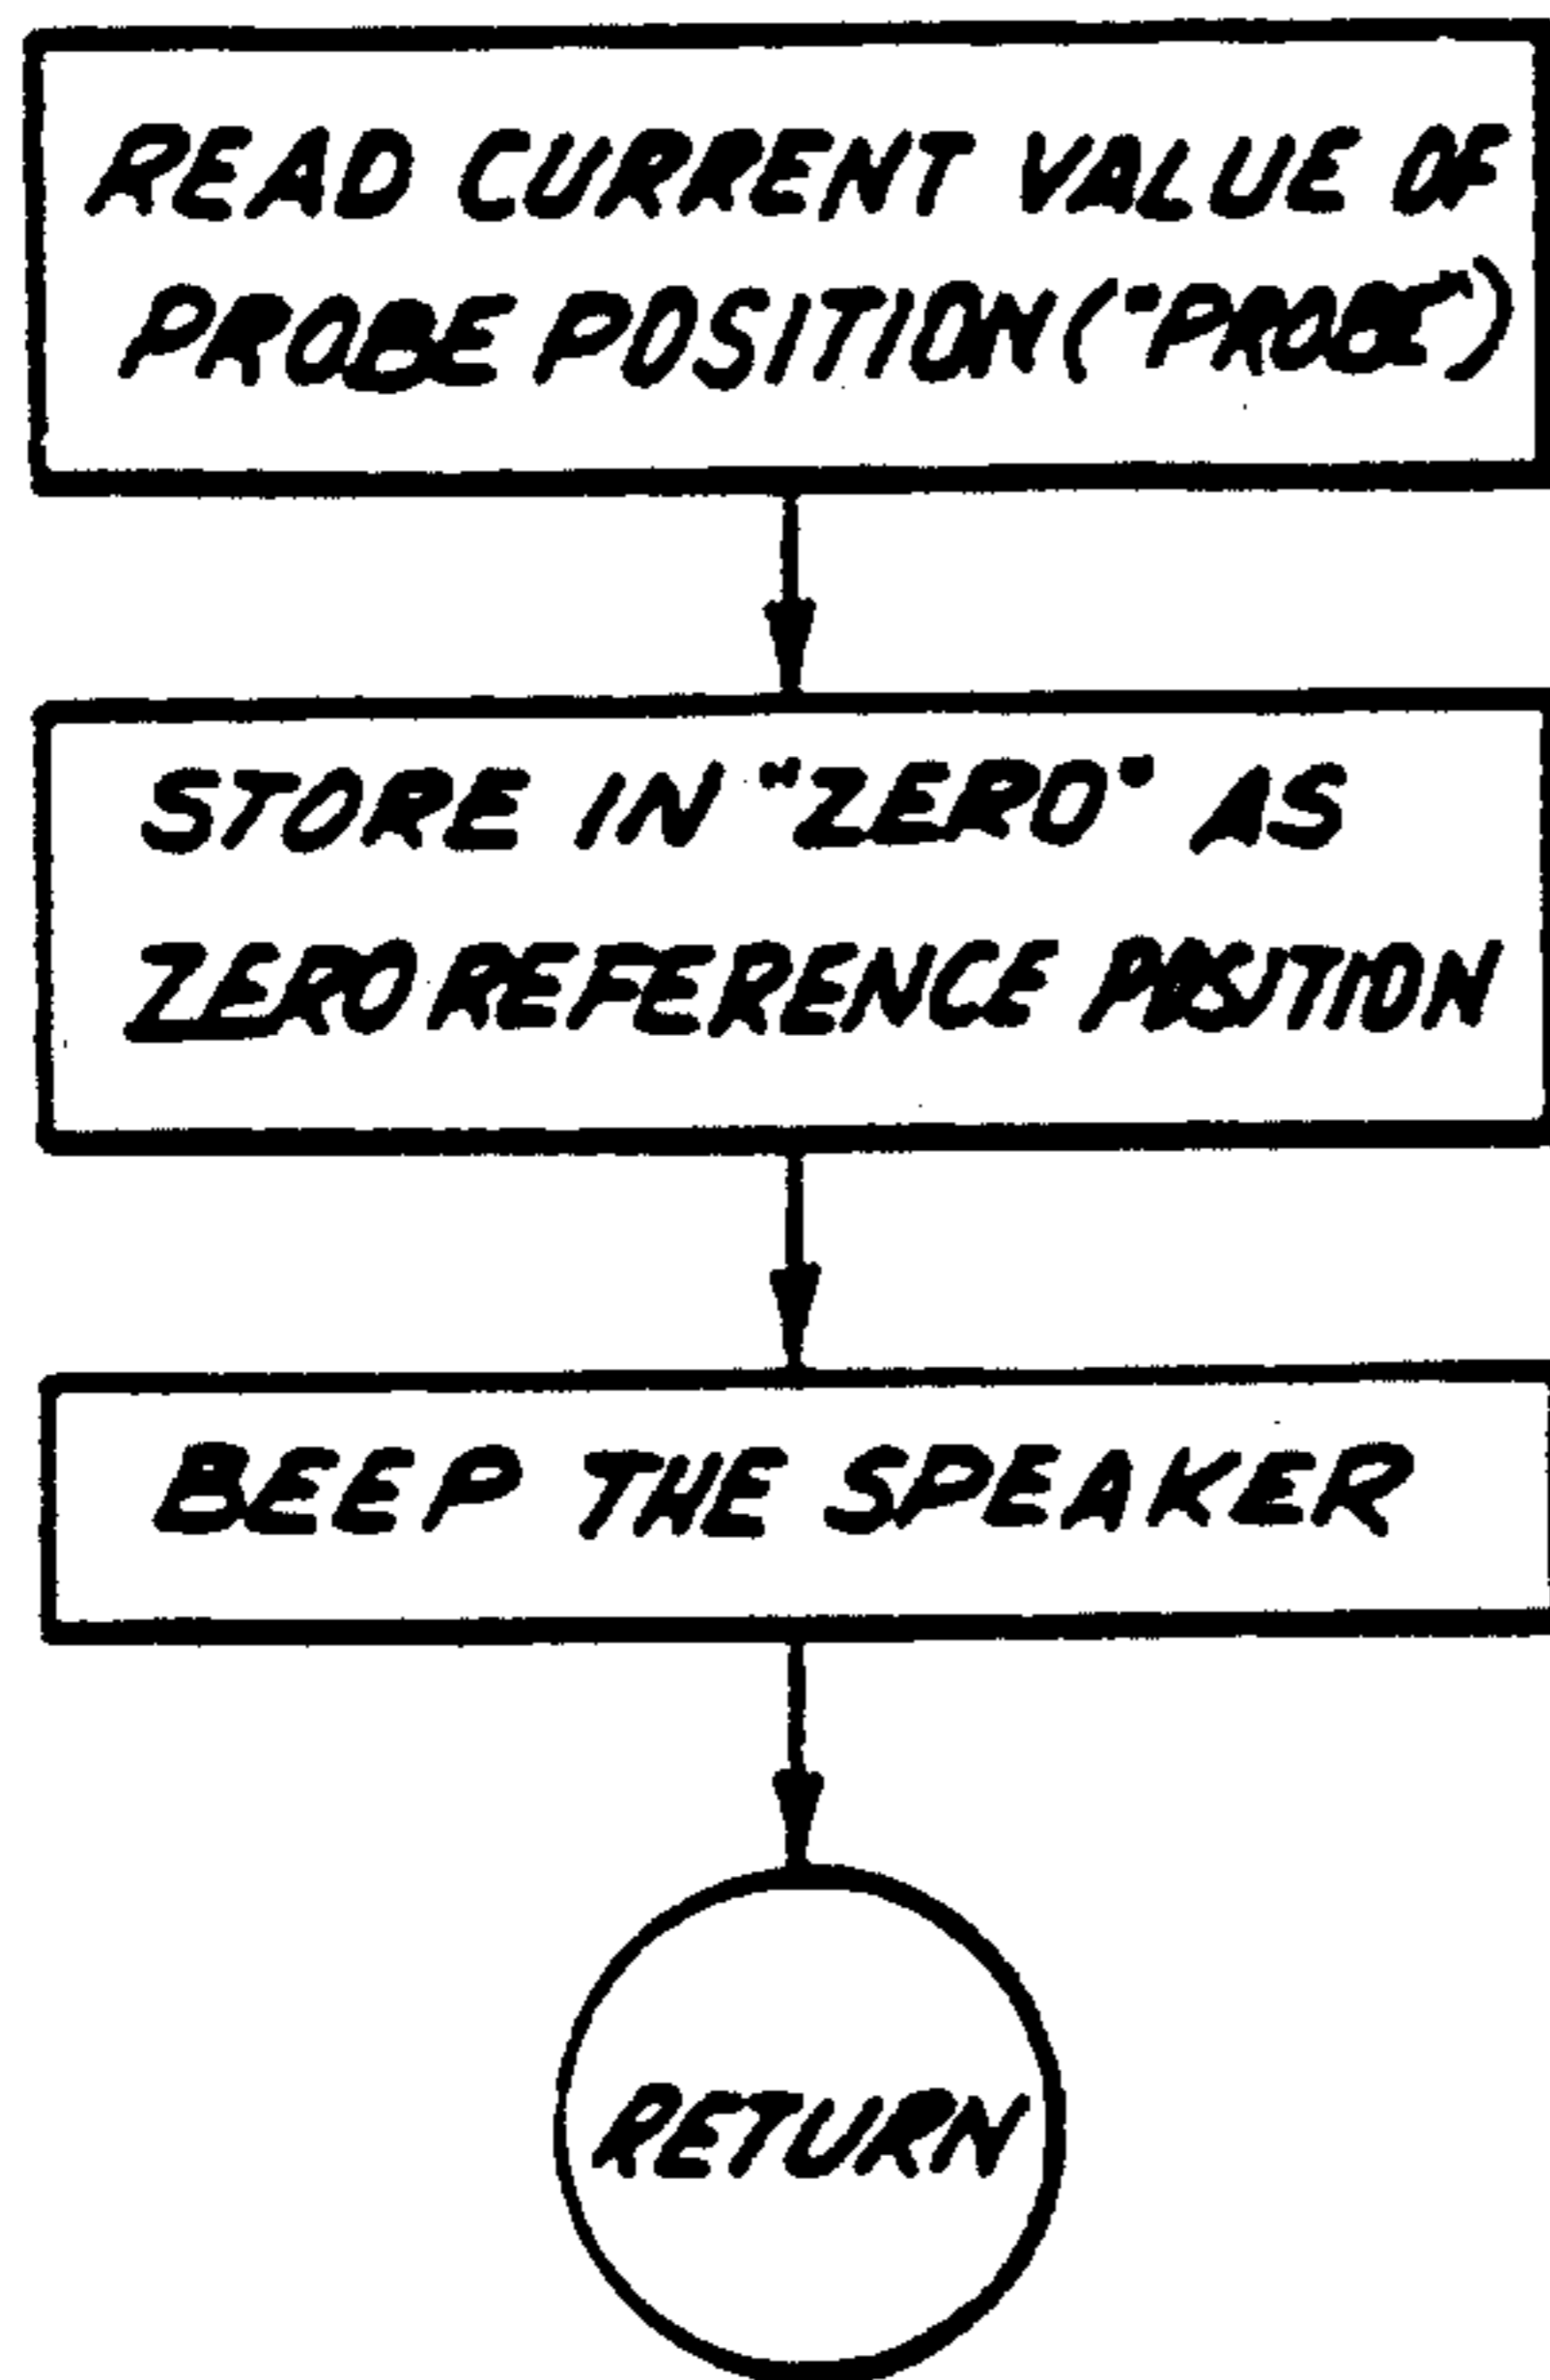 READ CURRENT VALUE OF
PROBE POSITION ("PROBE")
STORE IN "ZERO" AS
ZERO REFERENCE POSITION
BEEP THE SPEAKER
RETURN